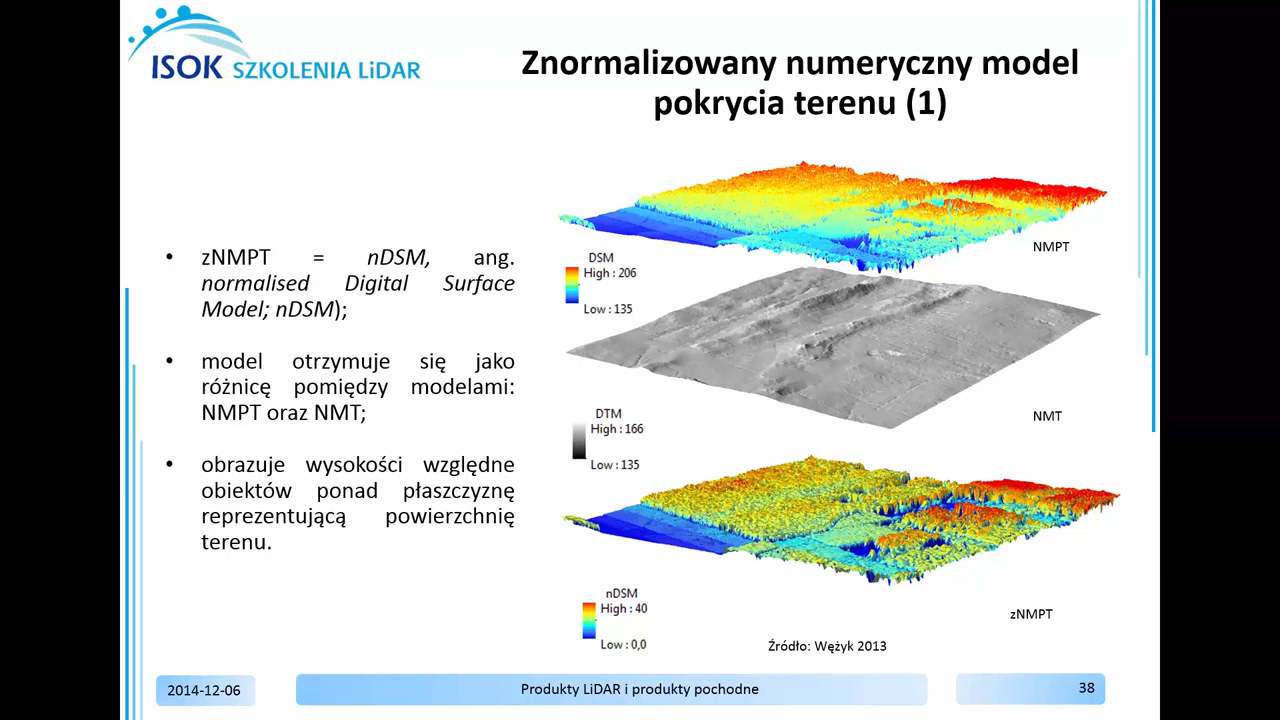 ISOK SZKOLENIA LiDAR
Znormalizowany numeryczny model
pokrycia terenu (1)
• zNMPT = nDSM, ang.
normalised Digital Surface
Model; nDSM);
• model otrzymuje się jako
różnicę pomiędzy modelami:
NMPT oraz NMT;
• obrazuje wysokości względne
obiektów ponad płaszczyznę
reprezentującą powierzchnię
terenu.
NMPT
DSM
High : 206
Low : 135
NMT
DTM
High : 166
Low : 135
nDSM
High : 40
Low : 0,0
zNMPT
Źródło: Wężyk 2013
2014-12-06
Produkty LiDAR i produkty pochodne
38